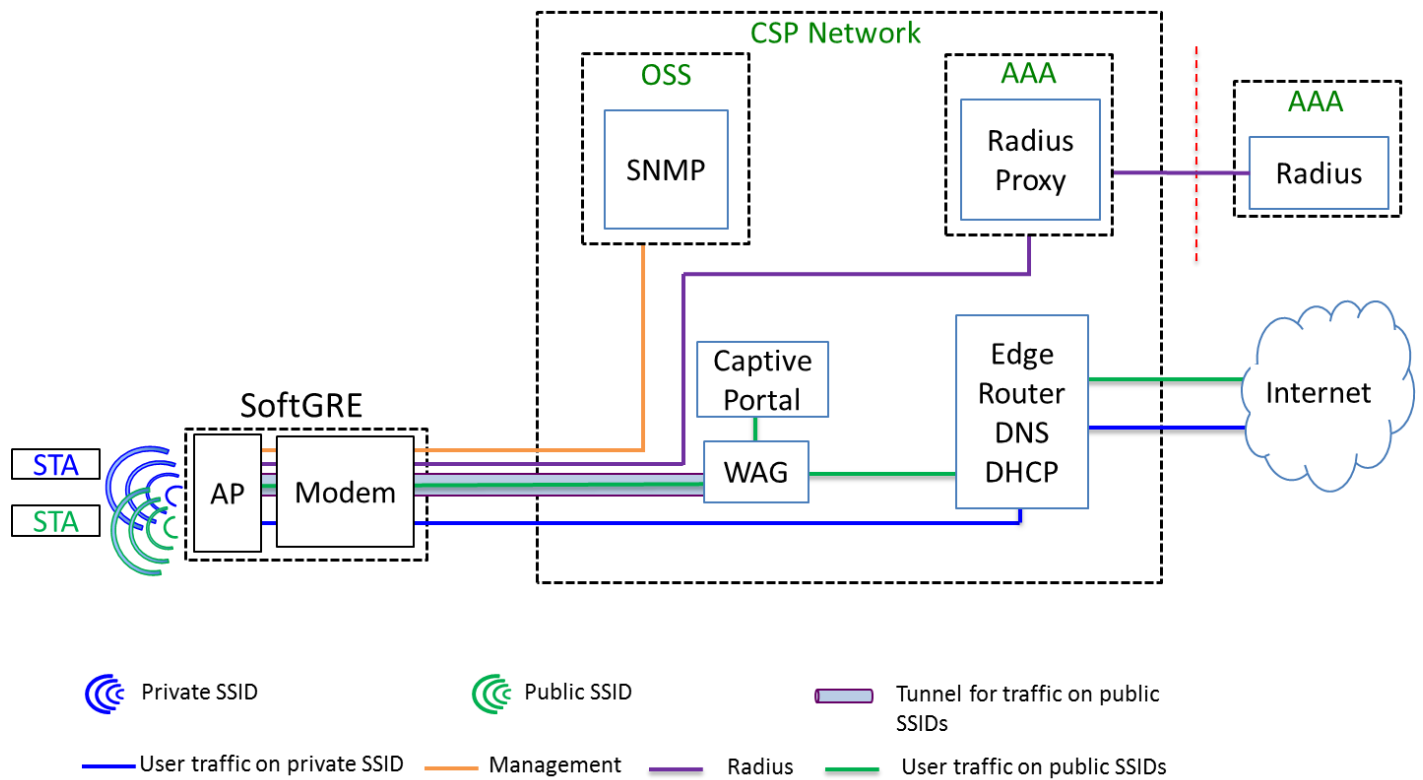 CSP Network
OSS
AAA
AAA
SNMP
Radius
Proxy
Radius
Captive
Portal
Edge
Router
DNS
DHCP
Internet
SoftGRE
STA
STA
AP
Modem
WAG
Private SSID
Public SSID
Tunnel for traffic on public
SSIDs
User traffic on private SSID
Management
Radius
User traffic on public SSIDs